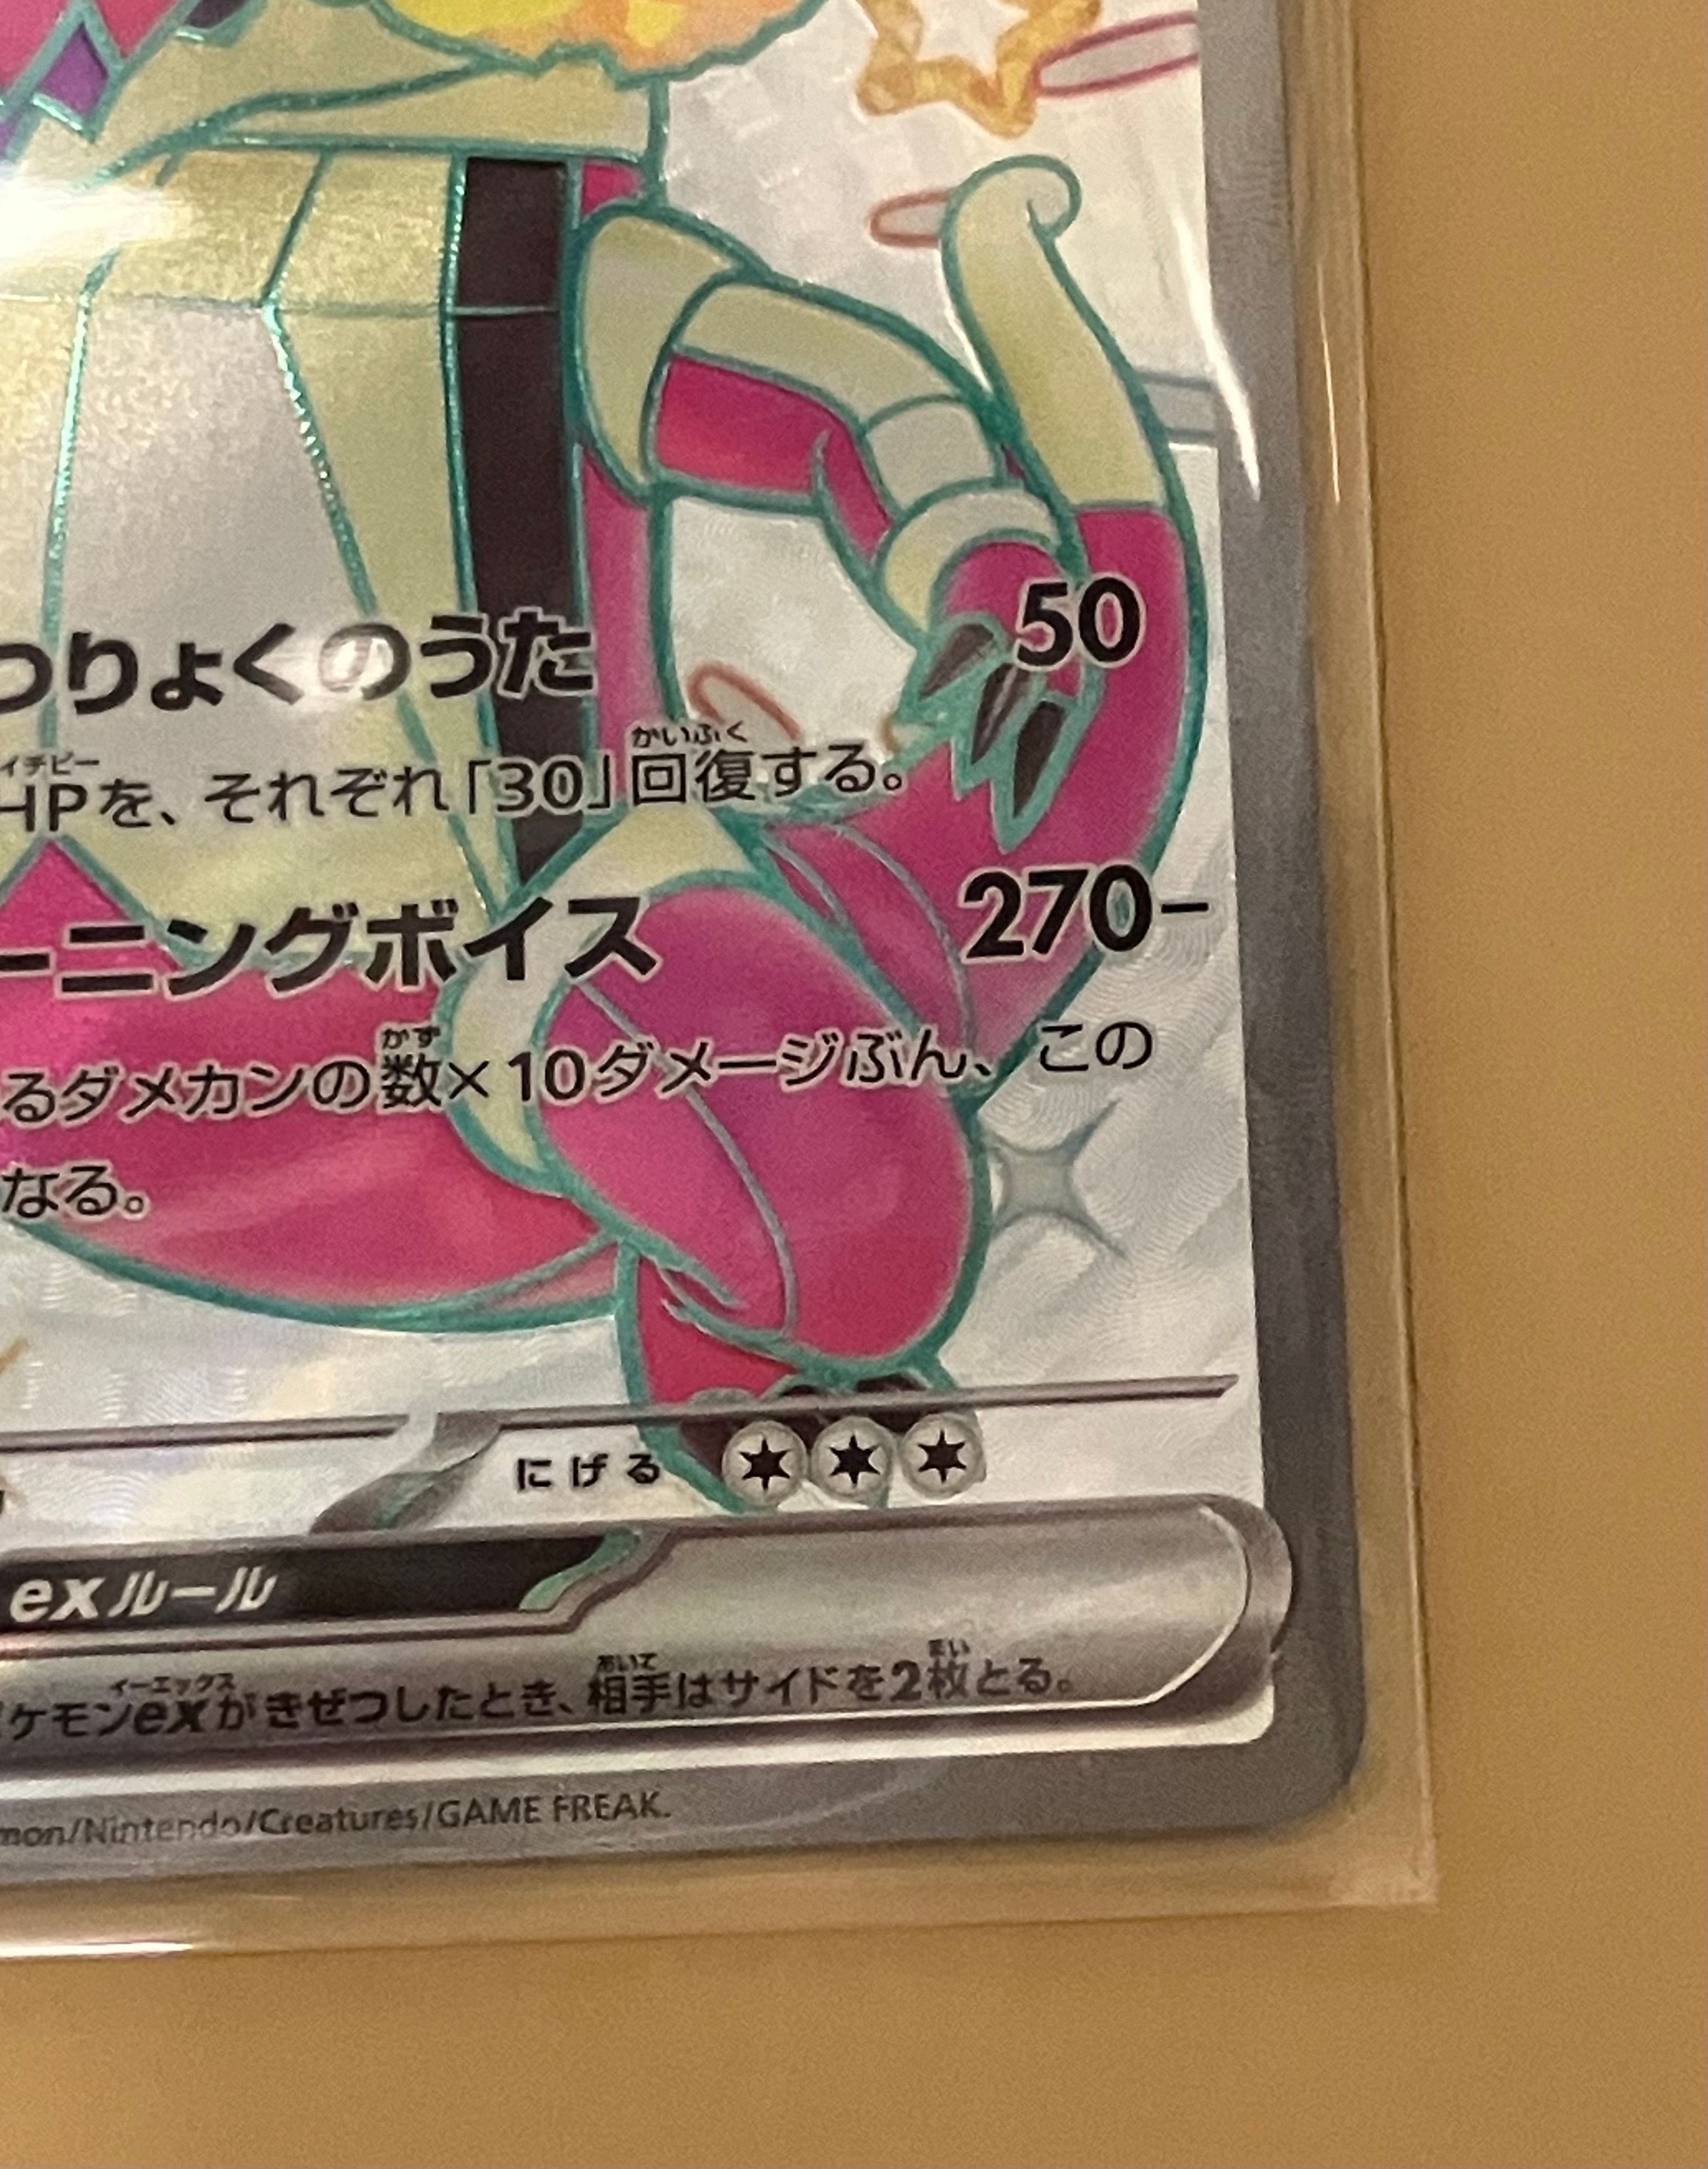 つりょくのうた 50
イチピー かいふく
HPを、それぞれ「30」回復する。
ーニングボイス 270−
かず
るダメカンの数×10ダメージぶん、この
なる。
にげる
exルール
イーエックス あいて まい
ケモンexがきぜつしたとき、相手はサイドを2枚とる。
mon/Nintendo/Creatures/GAME FREAK.